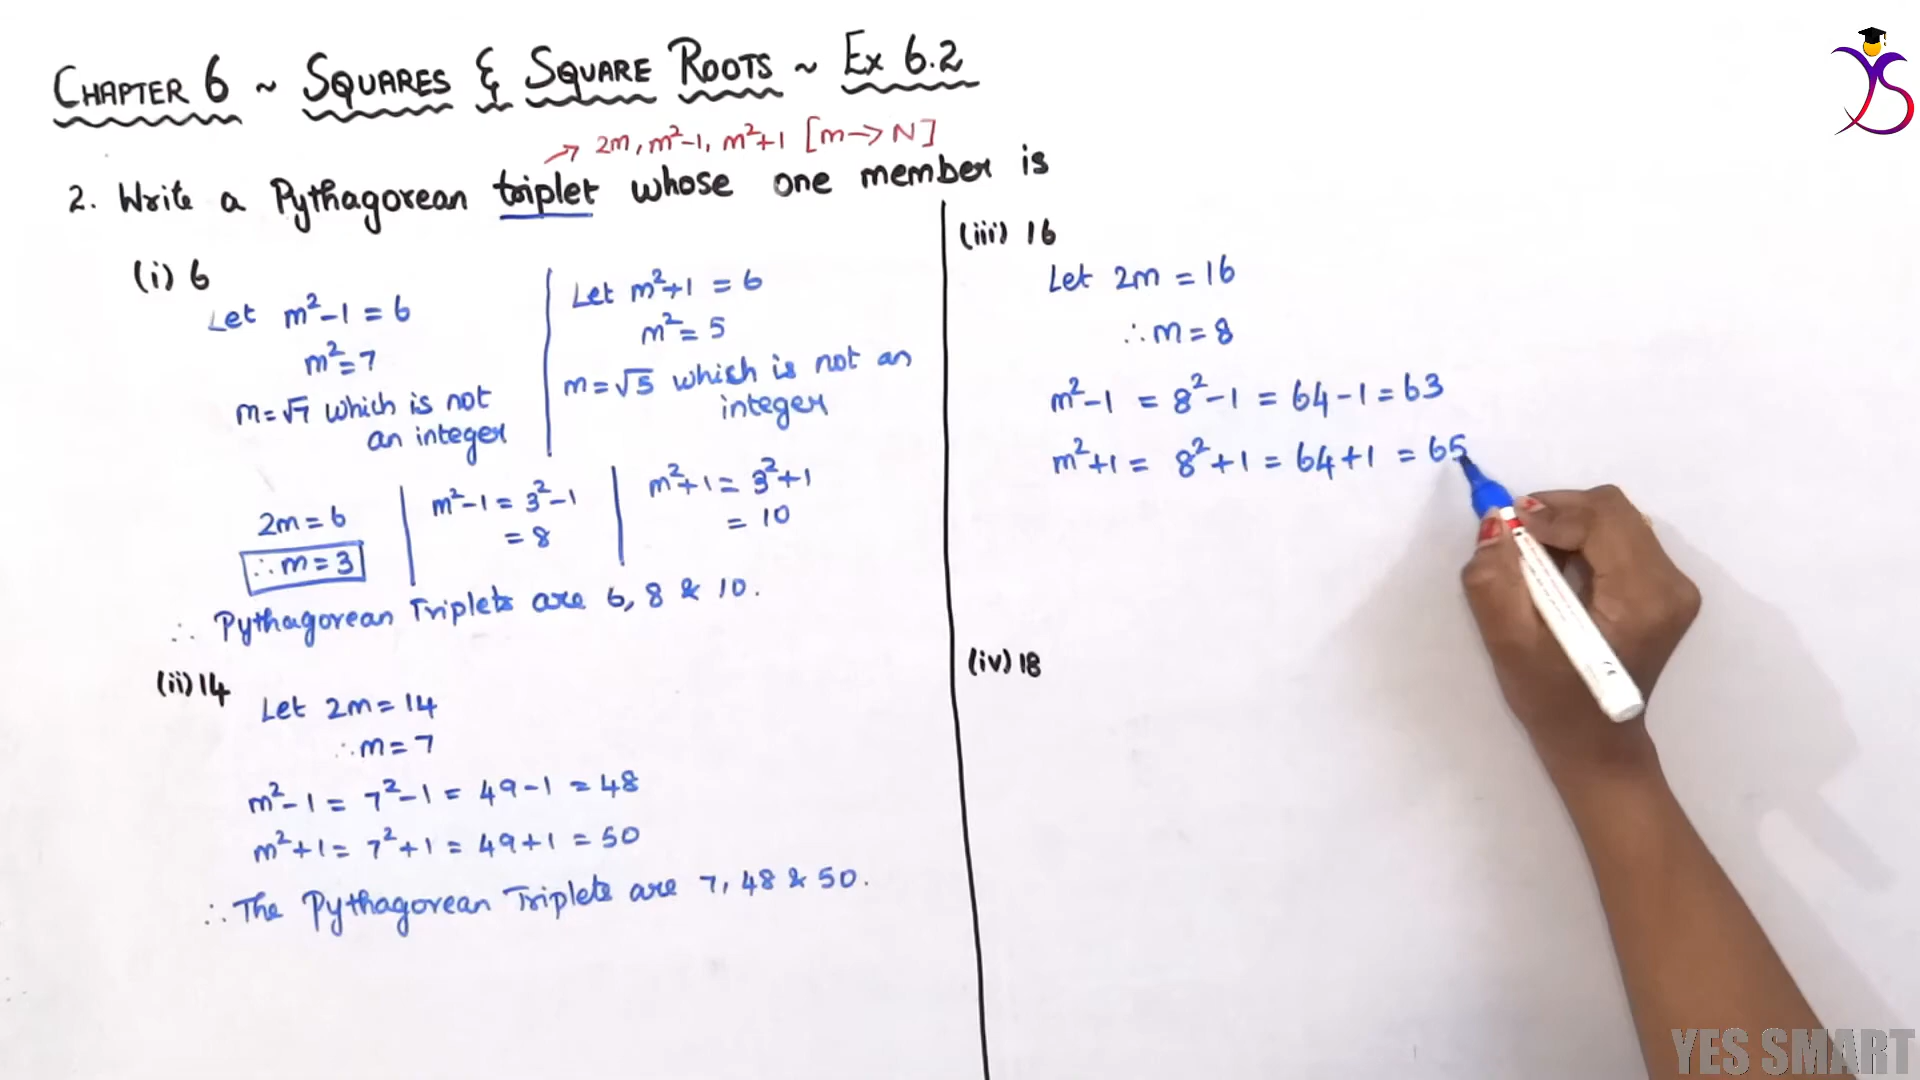 CHAPTER 6 ~ SQUARES & SQUARE ROOTS ~ Ex 6.2
→ 2m, m²-1, m²+1 [m→N]
2. Write a Pythagorean triplet whose one member is
(i) 6
Let m²-1 = 6
m²=7
m=√7 which is not
an integer
Let m²+1 = 6
m²=5
m=√5 which is not an
integer
2m=6
∴m=3
m²-1 = 3²-1
= 8
m²+1 = 3²+1
= 10
∴ Pythagorean Triplets are 6, 8 & 10.
(ii) 14
Let 2m=14
∴m=7
m²-1 = 7²-1 = 49-1 = 48
m²+1 = 7²+1 = 49+1 = 50
∴The Pythagorean Triplets are 7, 48 & 50.
(iii) 16
Let 2m = 16
∴m=8
m²-1 = 8²-1 = 64-1 = 63
m²+1 = 8²+1 = 64+1 = 65
(iv) 18
YS
YES SMART